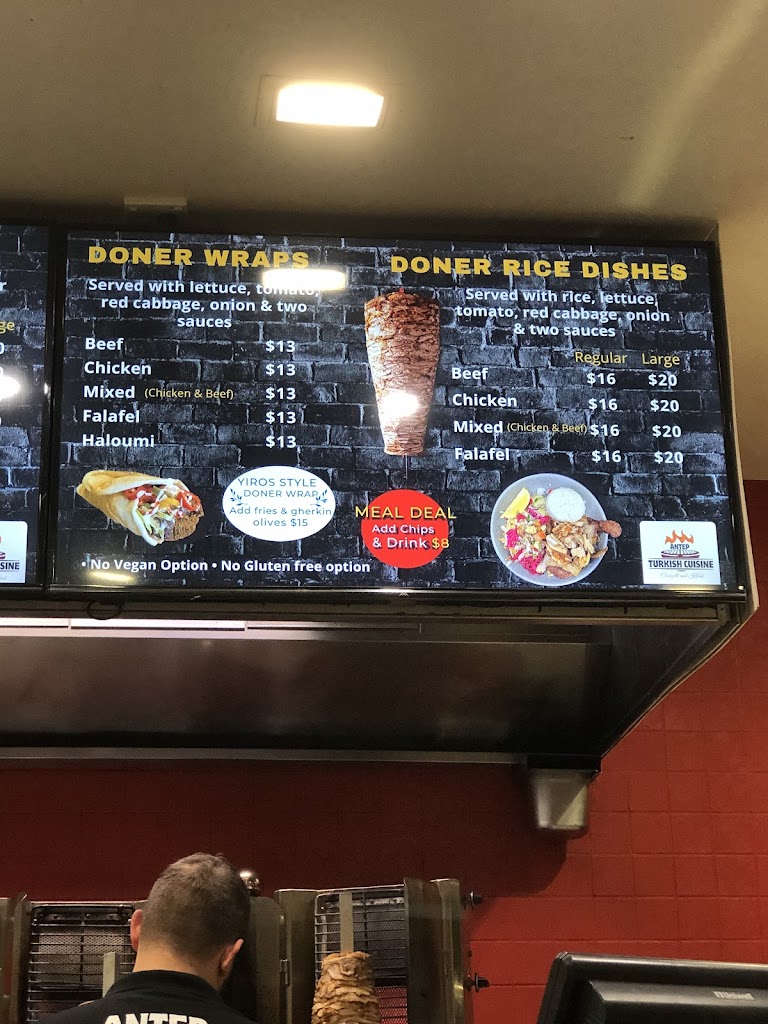 DONER WRAPS
Served with lettuce, tomato,
red cabbage, onion & two
sauces
Beef $13
Chicken $13
Mixed (Chicken & Beef) $13
Falafel $13
Haloumi $13
YIROS STYLE
DONER WRAP
Add fries & gherkin
olives $15
• No Vegan Option • No Gluten free option
MEAL DEAL
Add Chips
& Drink $8
DONER RICE DISHES
Served with rice, lettuce,
tomato, red cabbage, onion
& two sauces
Regular Large
Beef $16 $20
Chicken $16 $20
Mixed (Chicken & Beef) $16 $20
Falafel $16 $20
ANTEP
TURKISH CUISINE
ISINE
ANTEP